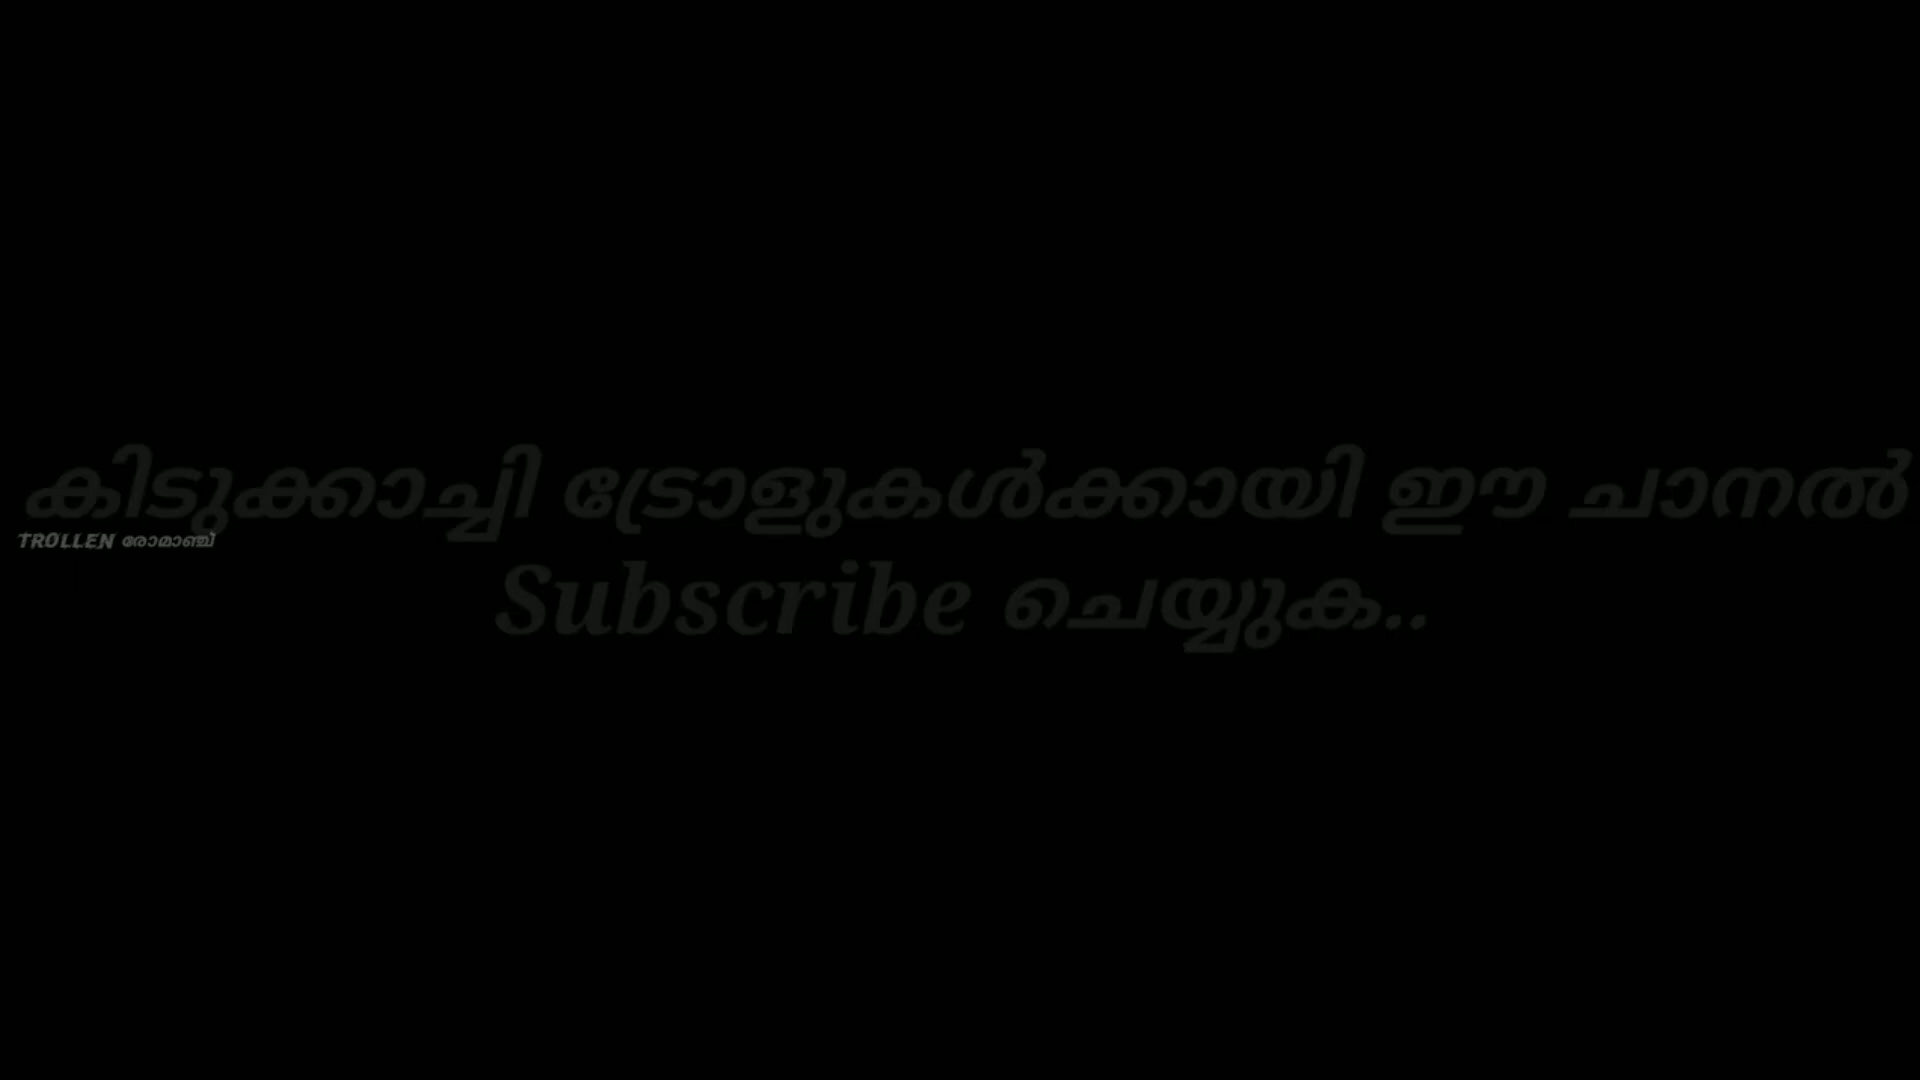 കിടുക്കാച്ചി ട്രോളുകൾക്കായി ഈ ചാനൽ
TROLLEN രോമാഞ്ച്
Subscribe ചെയ്യുക..